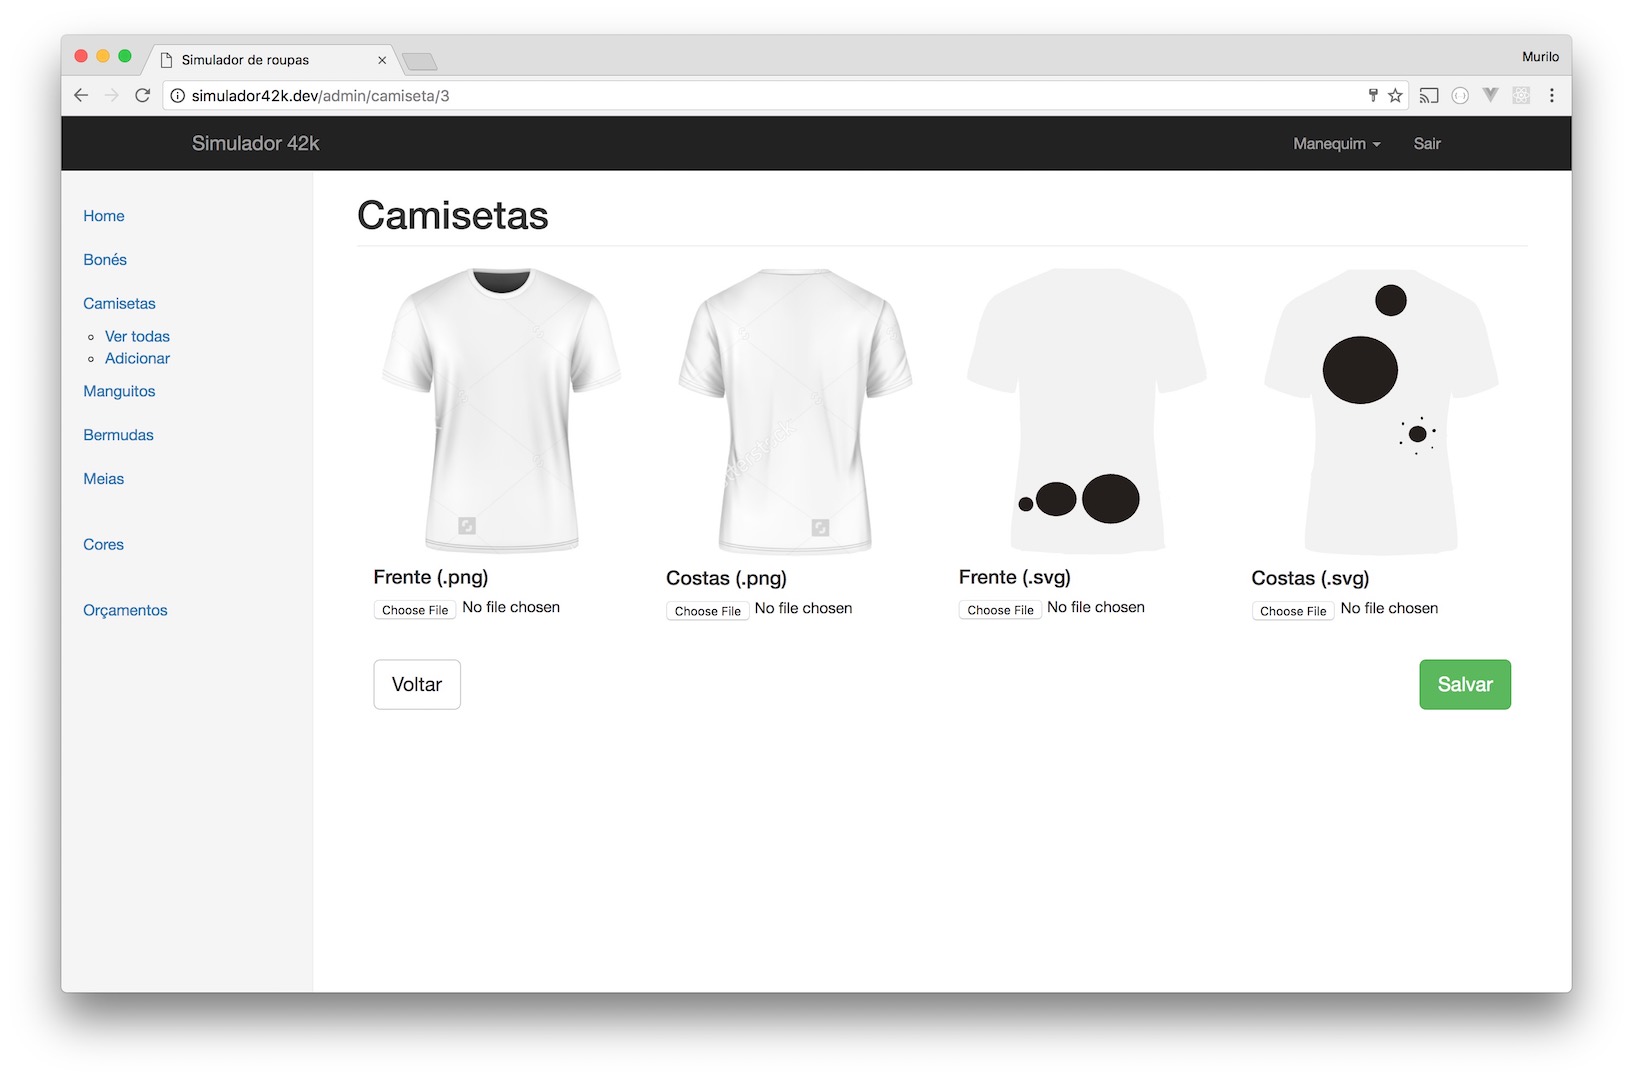 Simulador de roupas
Murilo
simulador42k.dev/admin/camiseta/3
Simulador 42k
Manequim
Sair
Home
Bonés
Camisetas
Ver todas
Adicionar
Manguitos
Bermudas
Meias
Cores
Orçamentos
Camisetas
Frente (.png)
Choose File No file chosen
Costas (.png)
Choose File No file chosen
Frente (.svg)
Choose File No file chosen
Costas (.svg)
Choose File No file chosen
Voltar
Salvar